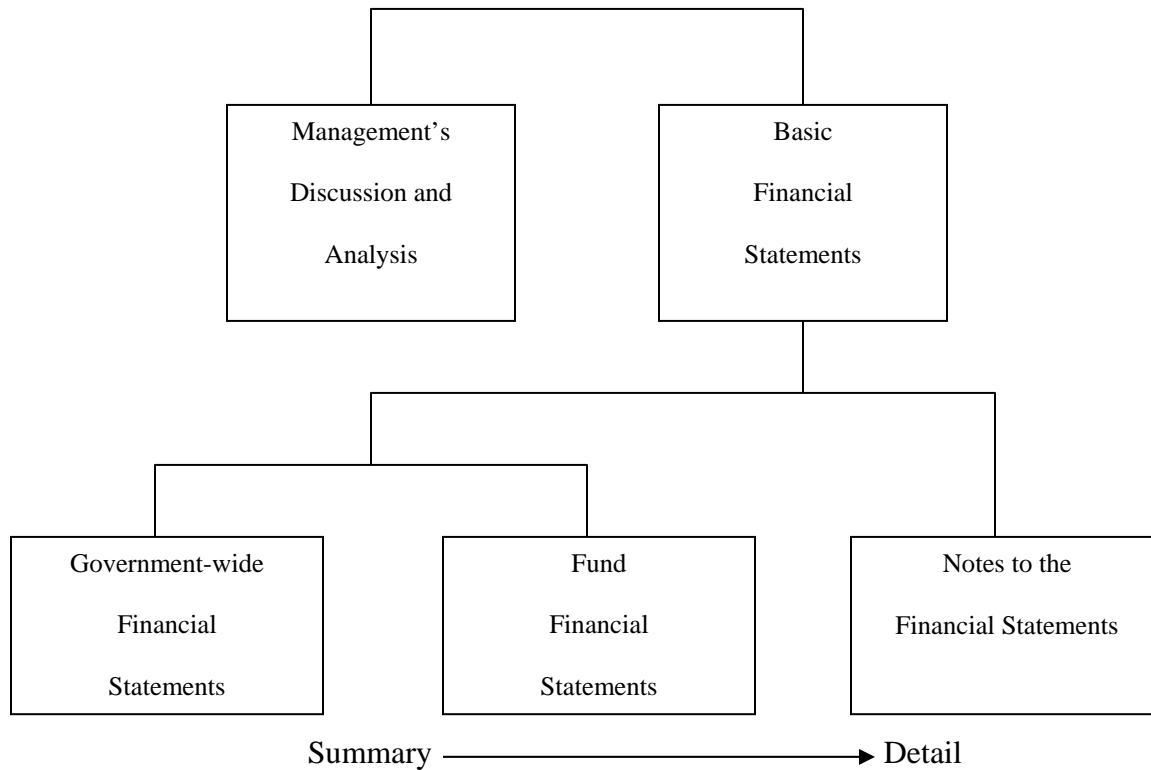 Management’s
Discussion and
Analysis
Basic
Financial
Statements
Government-wide
Financial
Statements
Fund
Financial
Statements
Notes to the
Financial Statements
Summary
Detail